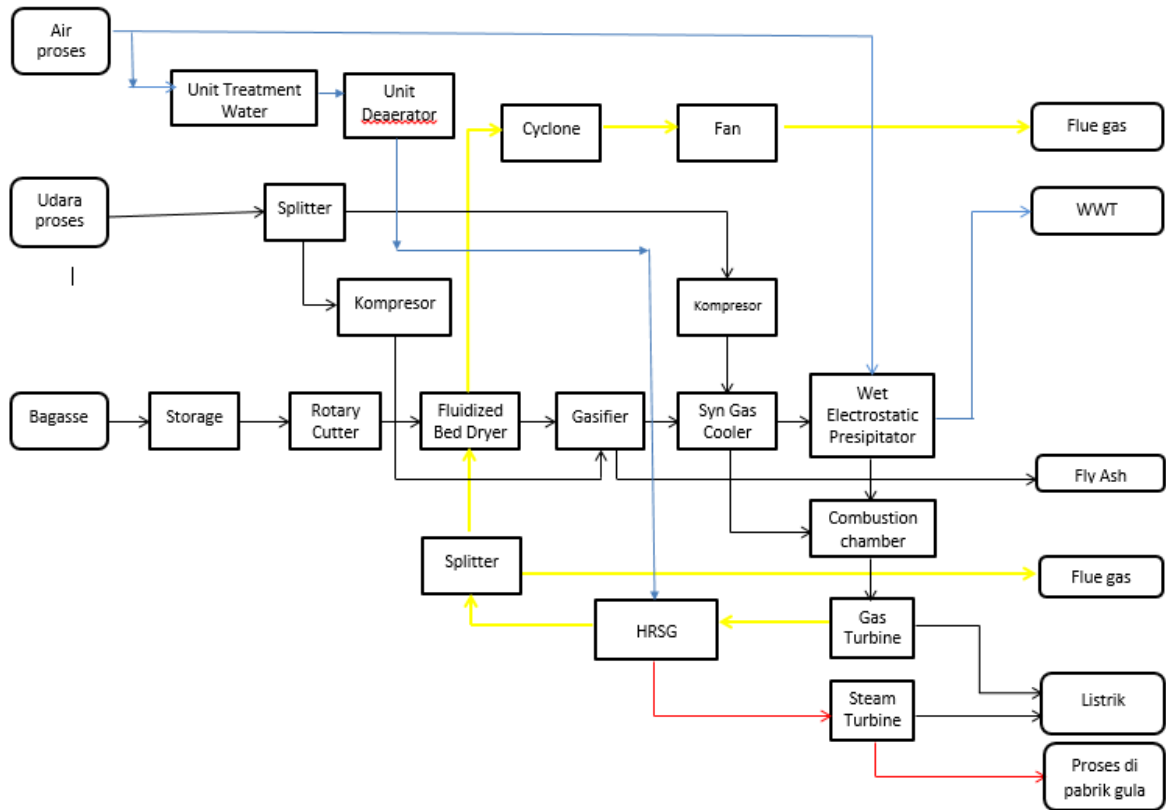 Air
proses
Unit Treatment
Water
Unit
Deaerator
Cyclone
Fan
Flue gas
Udara
proses
Splitter
WWT
Kompresor
Kompresor
Bagasse
Storage
Rotary
Cutter
Fluidized
Bed Dryer
Gasifier
Syn Gas
Cooler
Wet
Electrostatic
Presipitator
Fly Ash
Combustion
chamber
Splitter
Flue gas
HRSG
Gas
Turbine
Steam
Turbine
Listrik
Proses di
pabrik gula